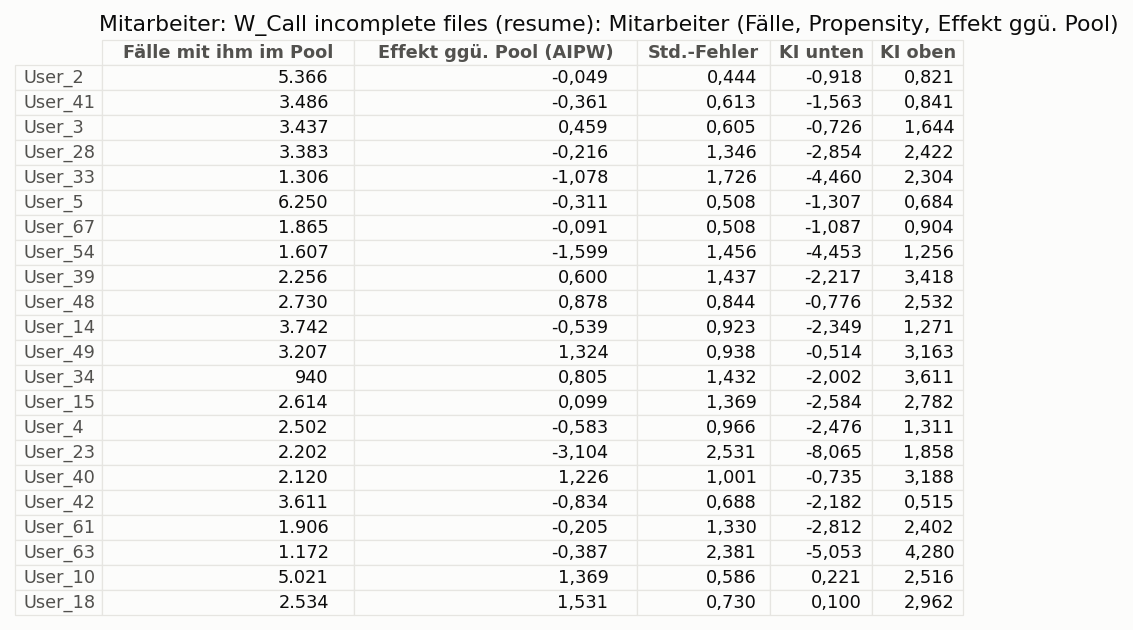 Mitarbeiter: W_Call incomplete files (resume): Mitarbeiter (Fälle, Propensity, Effekt ggü. Pool)
Fälle mit ihm im Pool Effekt ggü. Pool (AIPW) Std.-Fehler KI unten KI oben
User_2 5.366 -0,049 0,444 -0,918 0,821
User_41 3.486 -0,361 0,613 -1,563 0,841
User_3 3.437 0,459 0,605 -0,726 1,644
User_28 3.383 -0,216 1,346 -2,854 2,422
User_33 1.306 -1,078 1,726 -4,460 2,304
User_5 6.250 -0,311 0,508 -1,307 0,684
User_67 1.865 -0,091 0,508 -1,087 0,904
User_54 1.607 -1,599 1,456 -4,453 1,256
User_39 2.256 0,600 1,437 -2,217 3,418
User_48 2.730 0,878 0,844 -0,776 2,532
User_14 3.742 -0,539 0,923 -2,349 1,271
User_49 3.207 1,324 0,938 -0,514 3,163
User_34 940 0,805 1,432 -2,002 3,611
User_15 2.614 0,099 1,369 -2,584 2,782
User_4 2.502 -0,583 0,966 -2,476 1,311
User_23 2.202 -3,104 2,531 -8,065 1,858
User_40 2.120 1,226 1,001 -0,735 3,188
User_42 3.611 -0,834 0,688 -2,182 0,515
User_61 1.906 -0,205 1,330 -2,812 2,402
User_63 1.172 -0,387 2,381 -5,053 4,280
User_10 5.021 1,369 0,586 0,221 2,516
User_18 2.534 1,531 0,730 0,100 2,962